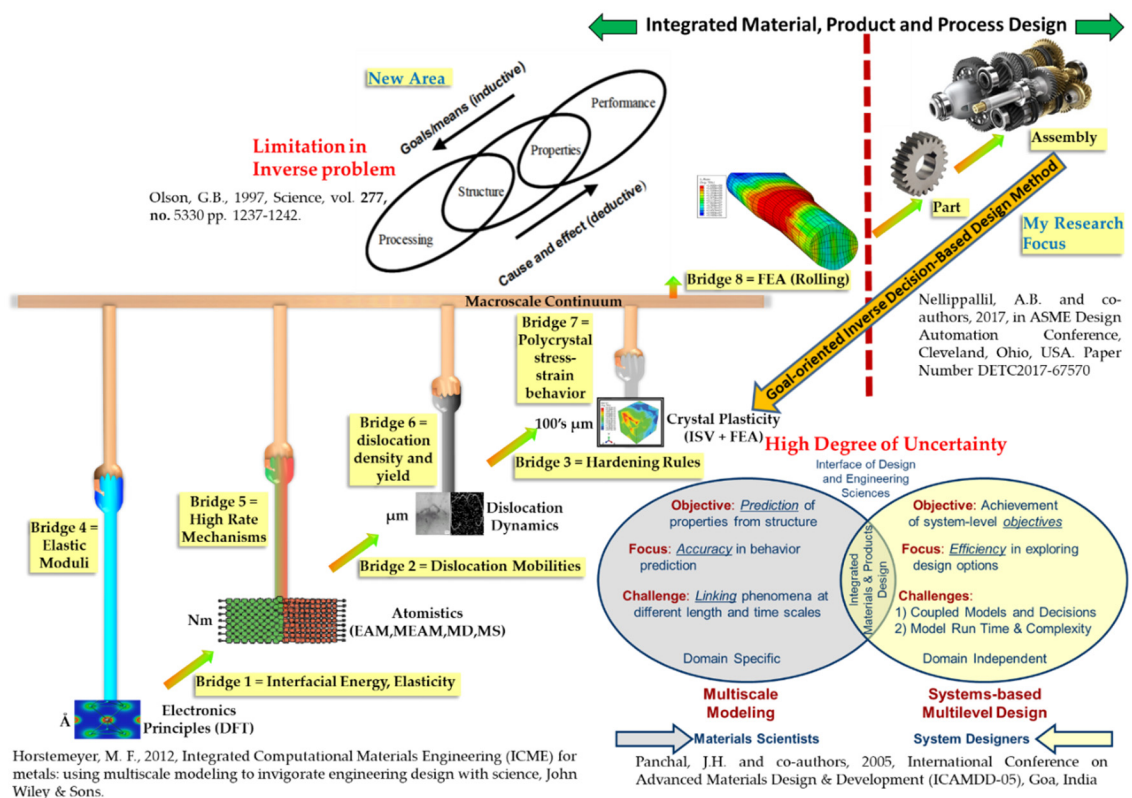 Integrated Material, Product and Process Design
New Area
Goals/means (inductive)
Performance
Properties
Structure
Processing
Cause and effect (deductive)
Limitation in
Inverse problem
Olson, G.B., 1997, Science, vol. 277,
no. 5330 pp. 1237-1242.
Assembly
Part
My Research
Focus
Goal-oriented Inverse Decision-Based Design Method
Bridge 8 = FEA (Rolling)
Macroscale Continuum
Nellippallil, A.B. and co-
authors, 2017, in ASME Design
Automation Conference,
Cleveland, Ohio, USA. Paper
Number DETC2017-67570
Bridge 7 =
Polycrystal
stress-
strain
behavior
100's µm
Crystal Plasticity
(ISV + FEA)
Bridge 6 =
dislocation
density and
yield
Bridge 3 = Hardening Rules
µm
Dislocation
Dynamics
Bridge 5 =
High Rate
Mechanisms
Bridge 2 = Dislocation Mobilities
Bridge 4 =
Elastic
Moduli
Nm
Atomistics
(EAM,MEAM,MD,MS)
Bridge 1 = Interfacial Energy, Elasticity
Å
Electronics
Principles (DFT)
Horstemeyer, M. F., 2012, Integrated Computational Materials Engineering (ICME) for
metals: using multiscale modeling to invigorate engineering design with science, John
Wiley & Sons.
High Degree of Uncertainty
Interface of Design
and Engineering
Sciences
Objective: Prediction of
properties from structure
Focus: Accuracy in behavior
prediction
Challenge: Linking phenomena at
different length and time scales
Domain Specific
Integrated
Materials & Products
Design
Objective: Achievement
of system-level objectives
Focus: Efficiency in exploring
design options
Challenges:
1) Coupled Models and Decisions
2) Model Run Time & Complexity
Domain Independent
Multiscale
Modeling
Materials Scientists
Systems-based
Multilevel Design
System Designers
Panchal, J.H. and co-authors, 2005, International Conference on
Advanced Materials Design & Development (ICAMDD-05), Goa, India